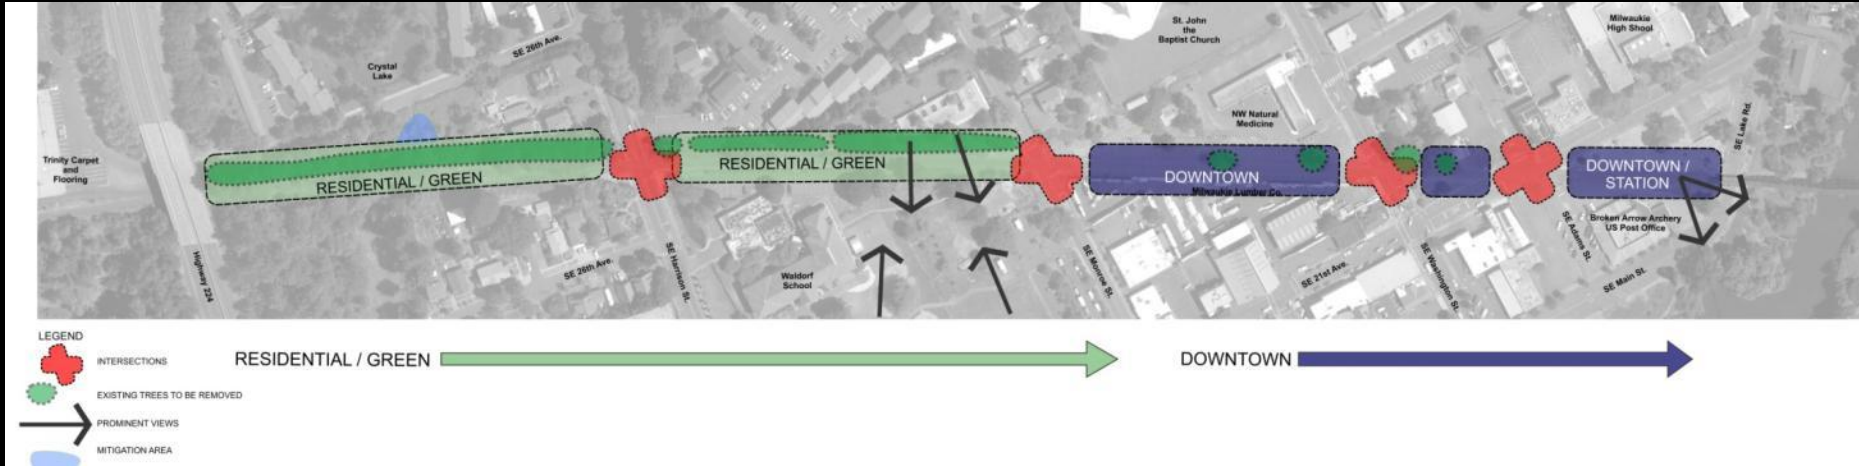 SE 26th Ave.
Crystal
Lake
St. John
the
Baptist Church
Milwaukie
High Shool
Trinity Carpet
and
Flooring
NW Natural
Medicine
SE Lake Rd.
RESIDENTIAL / GREEN
RESIDENTIAL / GREEN
DOWNTOWN
Milwaukie Lumber Co.
DOWNTOWN /
STATION
Broken Arrow Archery
US Post Office
Highway 224
SE 26th Ave.
SE Harrison St.
Waldorf
School
SE Monroe St.
SE 21st Ave.
SE Washington St.
SE Adams St.
SE Main St.
LEGEND
INTERSECTIONS
EXISTING TREES TO BE REMOVED
PROMINENT VIEWS
MITIGATION AREA
RESIDENTIAL / GREEN
DOWNTOWN